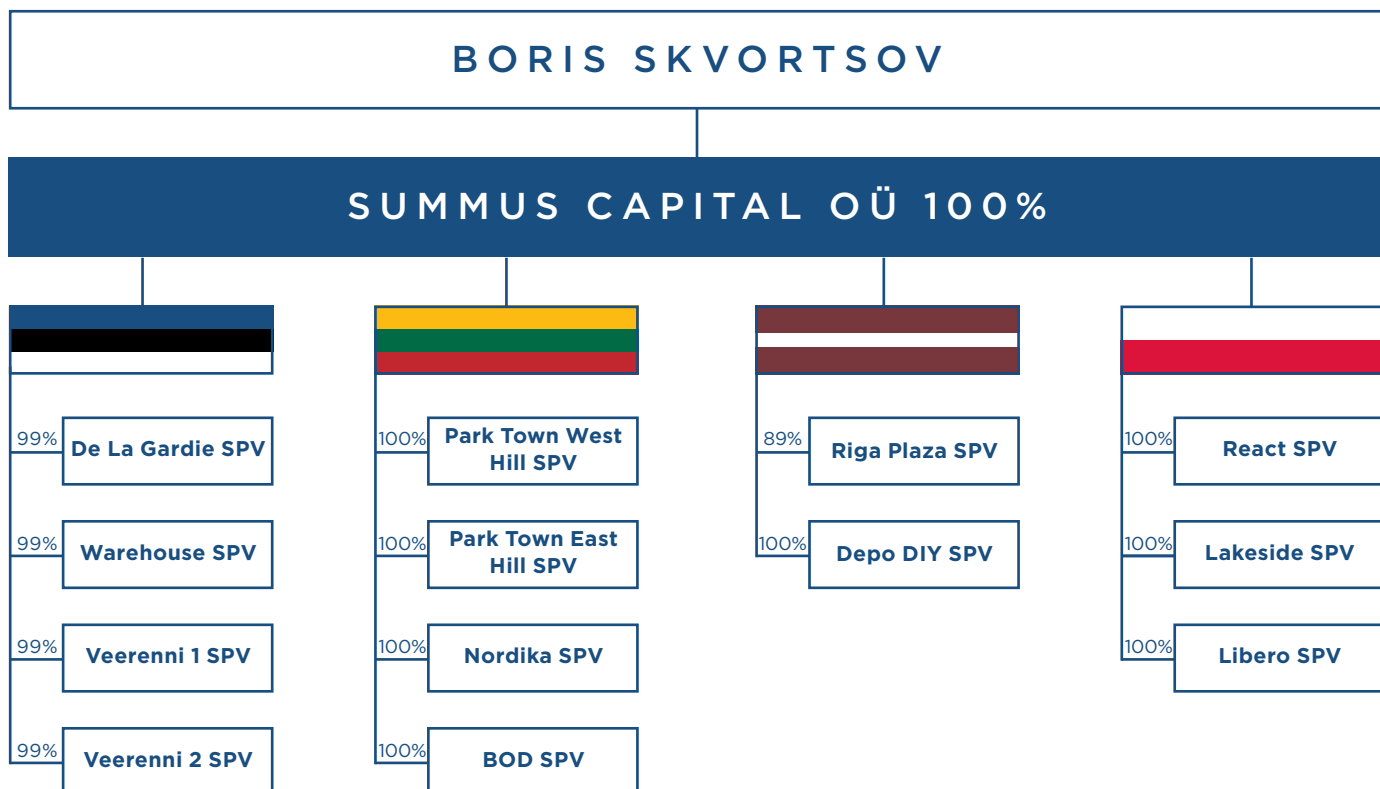 BORIS SKVORTSOV
SUMMUS CAPITAL OÜ 100%
99%
De La Gardie SPV
99%
Warehouse SPV
99%
Veerenni 1 SPV
99%
Veerenni 2 SPV
100%
Park Town West
Hill SPV
100%
Park Town East
Hill SPV
100%
Nordika SPV
100%
BOD SPV
89%
Riga Plaza SPV
100%
Depo DIY SPV
100%
React SPV
100%
Lakeside SPV
100%
Libero SPV